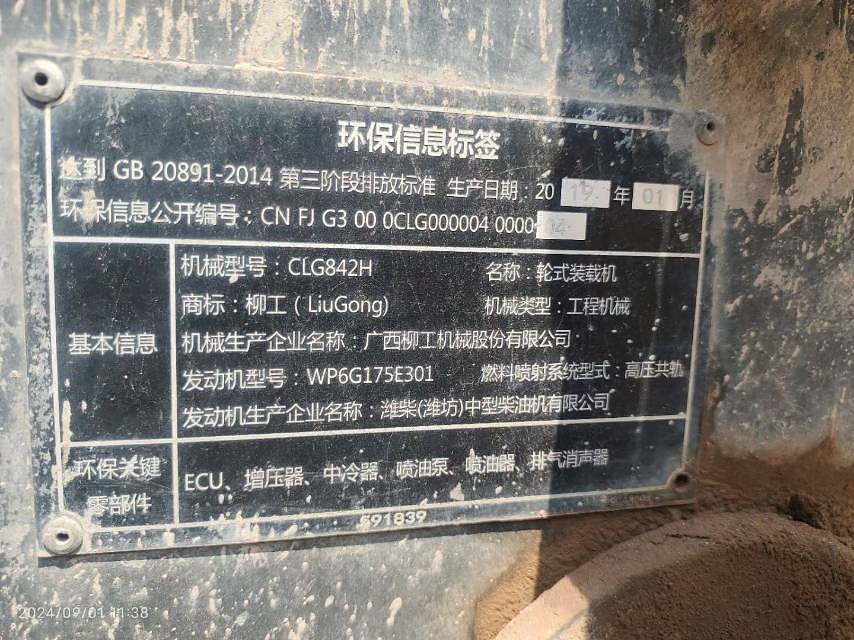 环保信息标签
达到 GB 20891-2014 第三阶段排放标准 生产日期：20 19 年 01 月
环保信息公开编号：CN FJ G3 00 0CLG000004 0000
机械型号：CLG842H 名称：轮式装载机
商标：柳工（LiuGong) 机械类型：工程机械
基本信息 机械生产企业名称：广西柳工机械股份有限公司
发动机型号：WP6G175E301 燃料喷射系统型式：高压共轨
发动机生产企业名称：潍柴(潍坊)中型柴油机有限公司
环保关键
零部件
ECU、增压器、中冷器、喷油泵、喷油器、排气消声器
S91839
2024/09/01 11:38